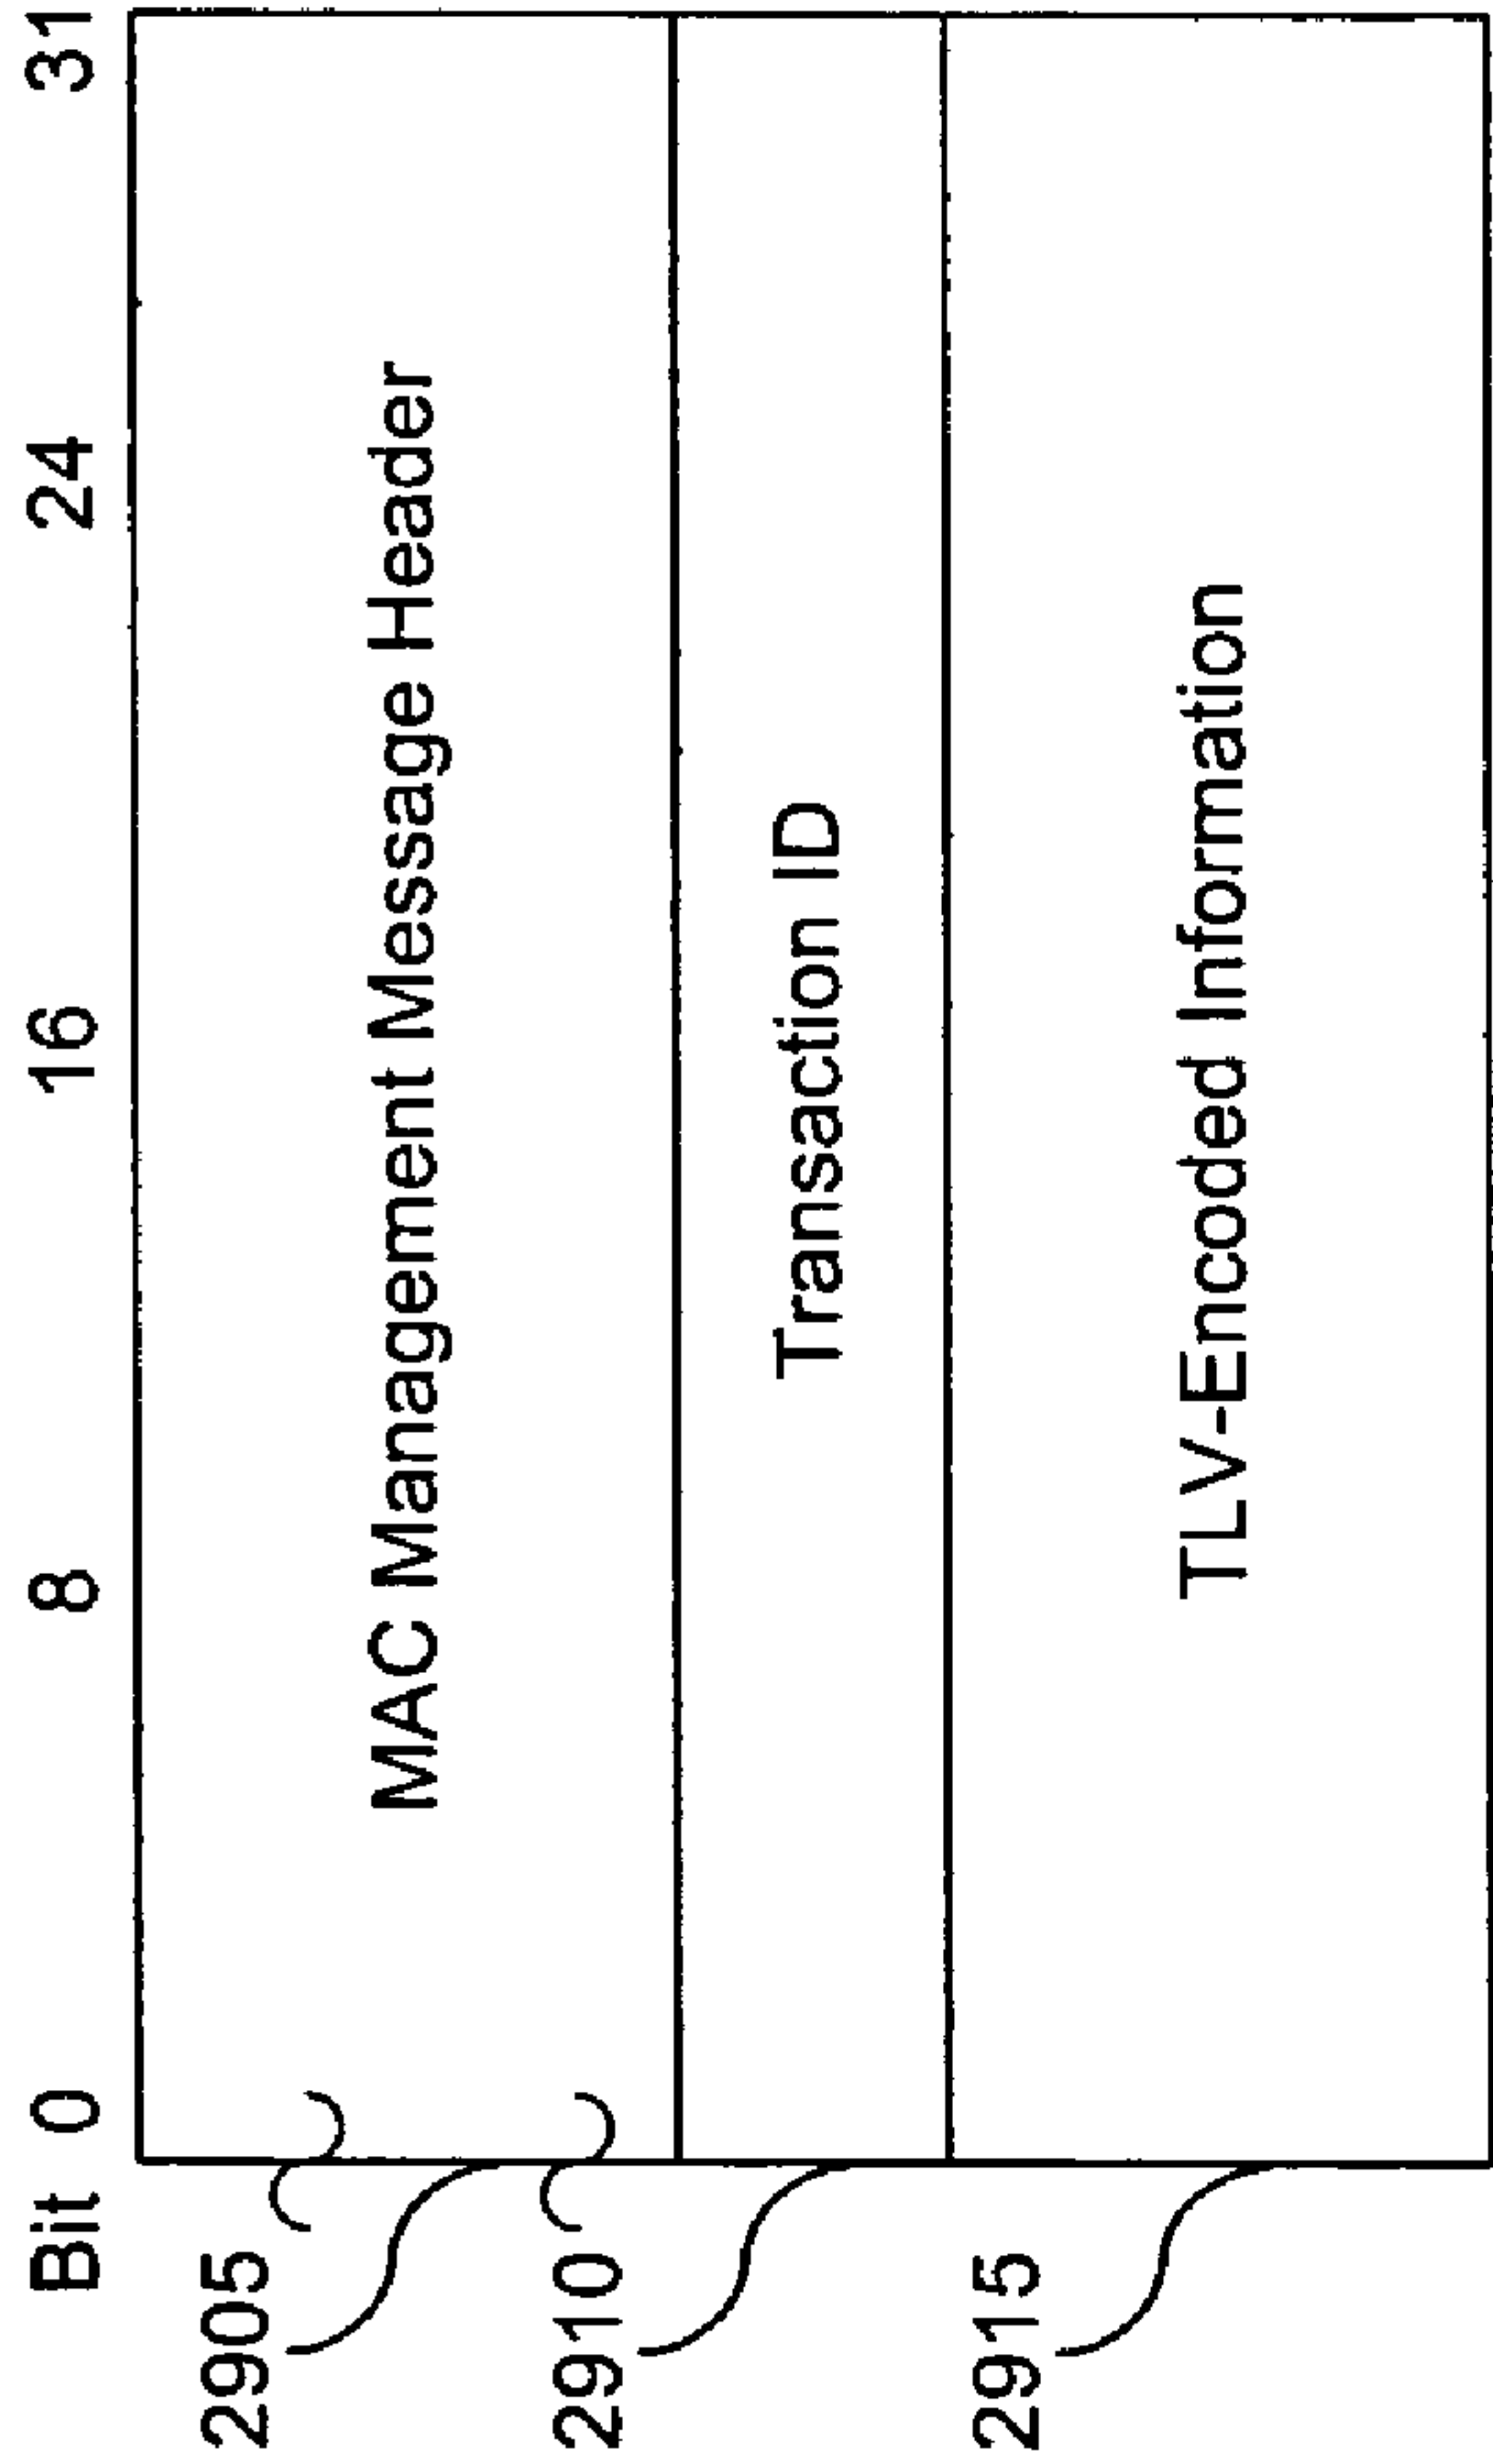 Bit 0 8 16 24 31
2905 MAC Management Message Header
2910 Transaction ID
2915 TLV-Encoded Information